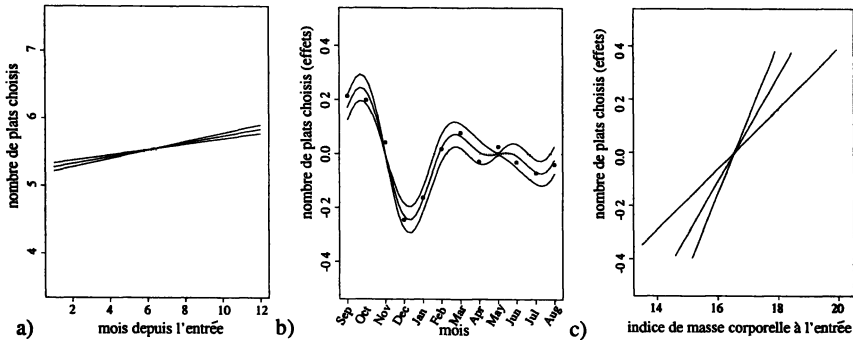 nombre de plats choisis
7
6
5
4
2 4 6 8 10 12
a) mois depuis l'entrée
nombre de plats choisis (effets)
0.4
0.2
0.0
-0.2
-0.4
Sep Oct Nov Dec Jan Feb Mar Apr May Jun Jul Aug
b) mois
nombre de plats choisis (effets)
0.4
0.2
0.0
-0.2
-0.4
14 16 18 20
c) indice de masse corporelle à l'entrée